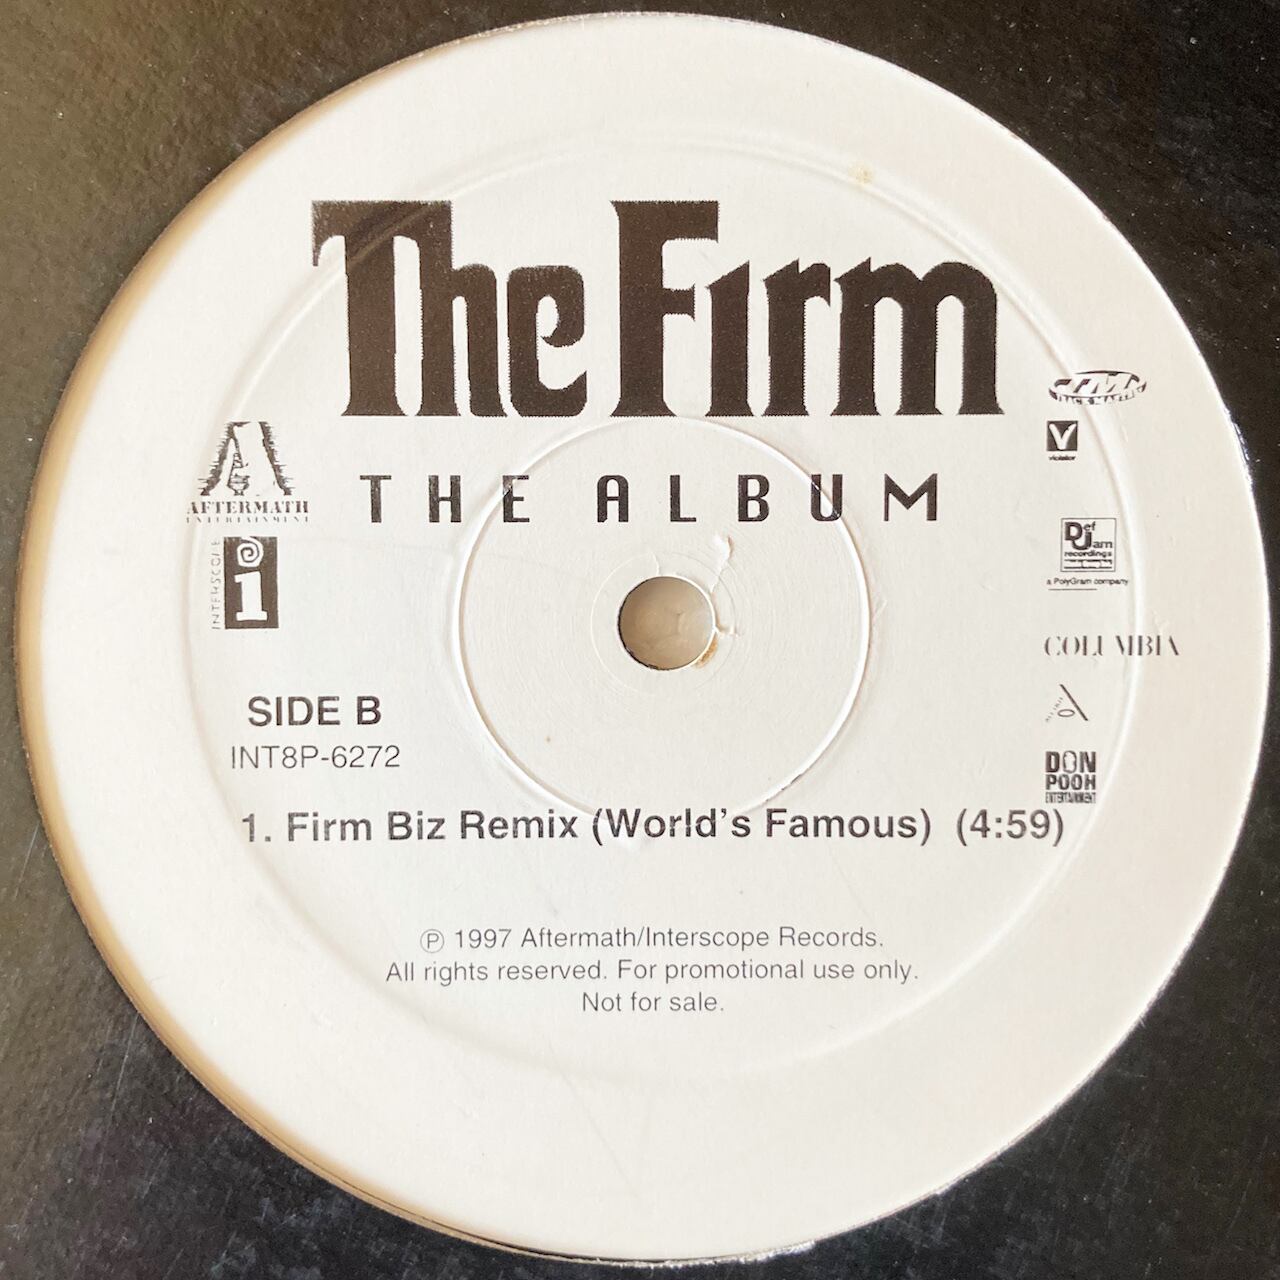 The Firm
THE ALBUM
AFTERMATH
ENTERTAINMENT
INTERSCOPE
i
TRACK MASTERS
V
violator
Def
Jam
recordings
a PolyGram company
COLUMBIA
DON
POOH
ENTERTAINMENT
SIDE B
INT8P-6272
1. Firm Biz Remix (World's Famous) (4:59)
℗ 1997 Aftermath/Interscope Records.
All rights reserved. For promotional use only.
Not for sale.